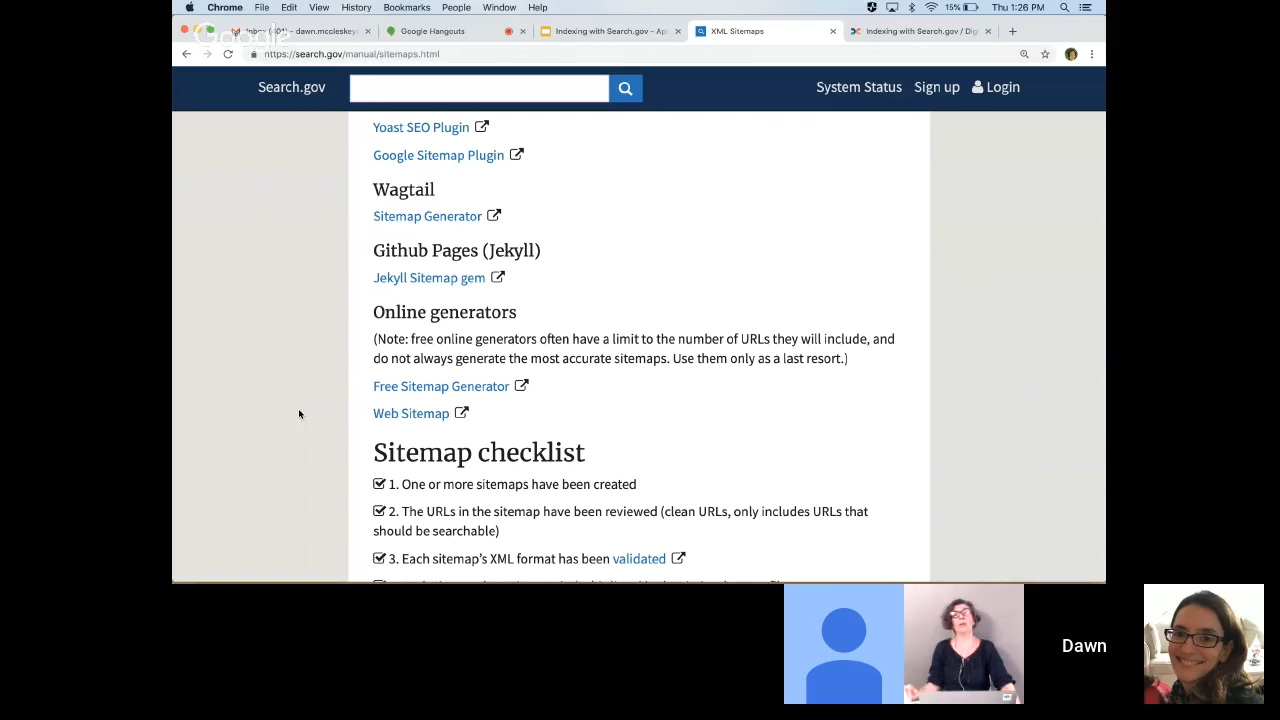 Chrome File Edit View History Bookmarks People Window Help 15% Thu 1:26 PM
Google
Google Hangouts
Indexing with Search.gov - Ap
XML Sitemaps
Indexing with Search.gov / Dig
https://search.gov/manual/sitemaps.html
Search.gov System Status Sign up Login
Yoast SEO Plugin
Google Sitemap Plugin
Wagtail
Sitemap Generator
Github Pages (Jekyll)
Jekyll Sitemap gem
Online generators
(Note: free online generators often have a limit to the number of URLs they will include, and
do not always generate the most accurate sitemaps. Use them only as a last resort.)
Free Sitemap Generator
Web Sitemap
Sitemap checklist
1. One or more sitemaps have been created
2. The URLs in the sitemap have been reviewed (clean URLs, only includes URLs that
should be searchable)
3. Each sitemap's XML format has been validated
Dawn